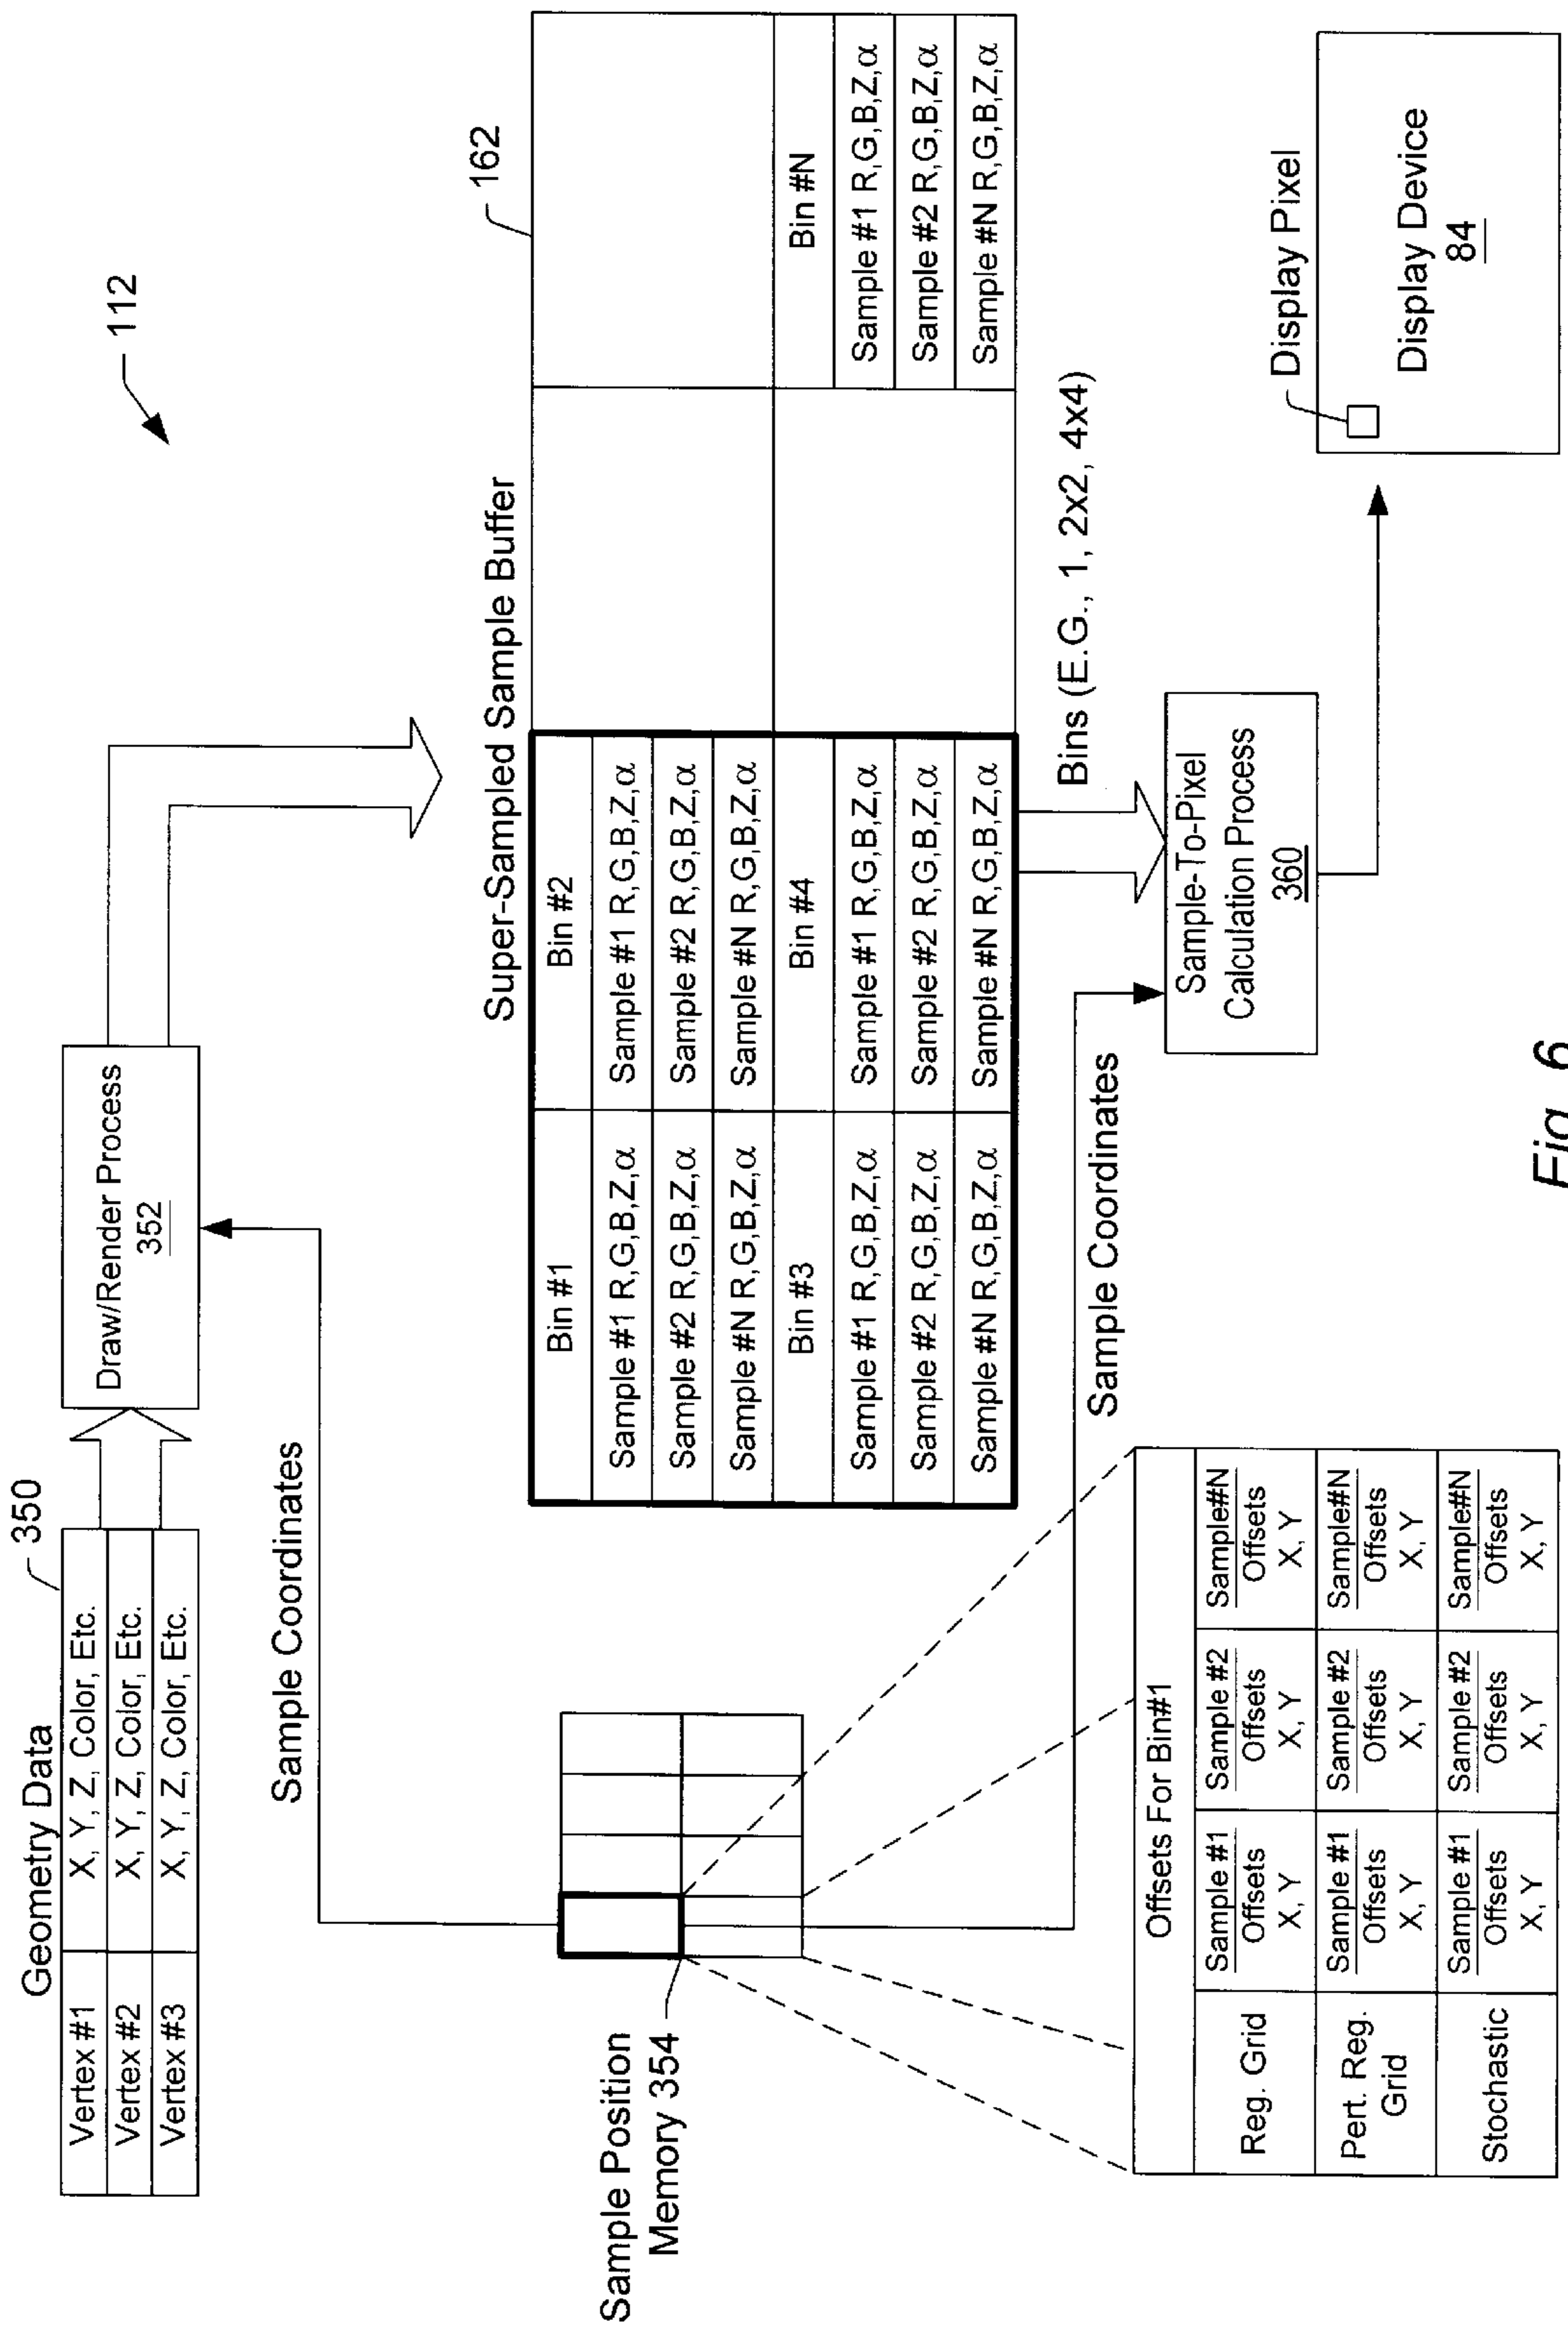 112
Geometry Data
350
Vertex #1 X, Y, Z, Color, Etc.
Vertex #2 X, Y, Z, Color, Etc.
Vertex #3 X, Y, Z, Color, Etc.
Draw/Render Process
352
Sample Coordinates
Super-Sampled Sample Buffer
162
Bin #1
Sample #1 R,G,B,Z,α
Sample #2 R,G,B,Z,α
Sample #N R,G,B,Z,α
Bin #2
Sample #1 R,G,B,Z,α
Sample #2 R,G,B,Z,α
Sample #N R,G,B,Z,α
Bin #3
Sample #1 R,G,B,Z,α
Sample #2 R,G,B,Z,α
Sample #N R,G,B,Z,α
Bin #4
Sample #1 R,G,B,Z,α
Sample #2 R,G,B,Z,α
Sample #N R,G,B,Z,α
Bin #N
Sample #1 R,G,B,Z,α
Sample #2 R,G,B,Z,α
Sample #N R,G,B,Z,α
Sample Position
Memory 354
Sample Coordinates
Bins (E.G., 1, 2x2, 4x4)
Sample-To-Pixel
Calculation Process
360
Display Pixel
Display Device
84
Offsets For Bin#1
Reg. Grid
Sample #1
Offsets
X, Y
Sample #2
Offsets
X, Y
Sample#N
Offsets
X, Y
Pert. Reg.
Grid
Sample #1
Offsets
X, Y
Sample #2
Offsets
X, Y
Sample#N
Offsets
X, Y
Stochastic
Sample #1
Offsets
X, Y
Sample #2
Offsets
X, Y
Sample#N
Offsets
X, Y
Fig. 6